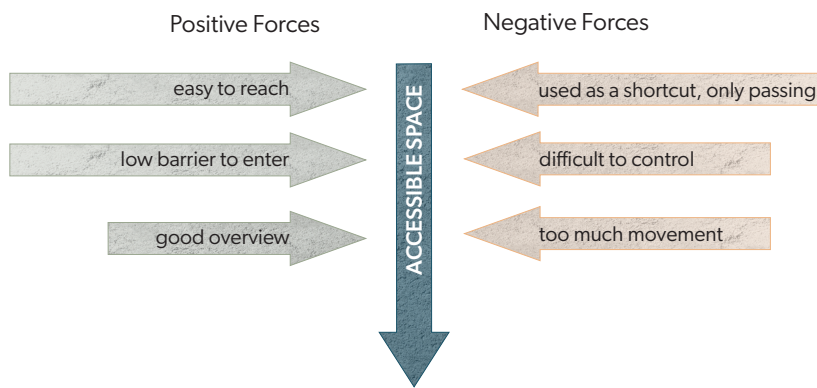 Positive Forces
Negative Forces
easy to reach
used as a shortcut, only passing
low barrier to enter
difficult to control
good overview
too much movement
ACCESSIBLE SPACE